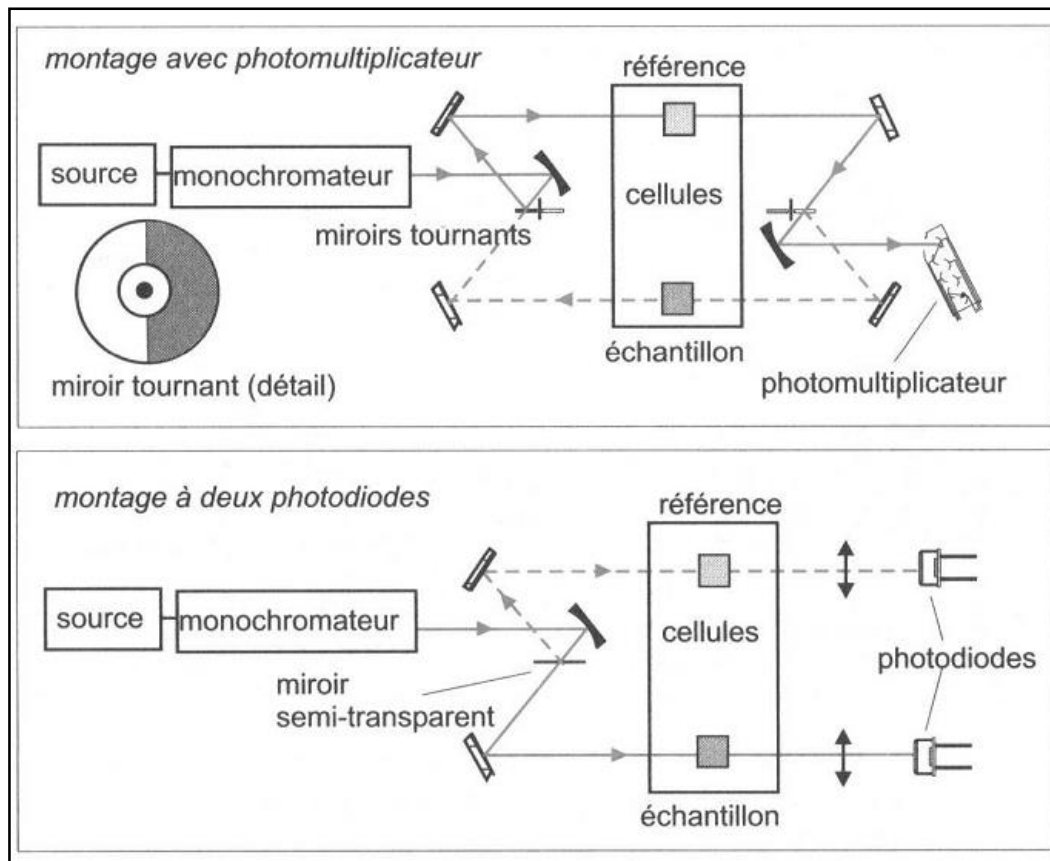 montage avec photomultiplicateur
référence
source
monochromateur
cellules
miroirs tournants
échantillon
miroir tournant (détail)
photomultiplicateur
montage à deux photodiodes
référence
source
monochromateur
cellules
photodiodes
miroir
semi-transparent
échantillon